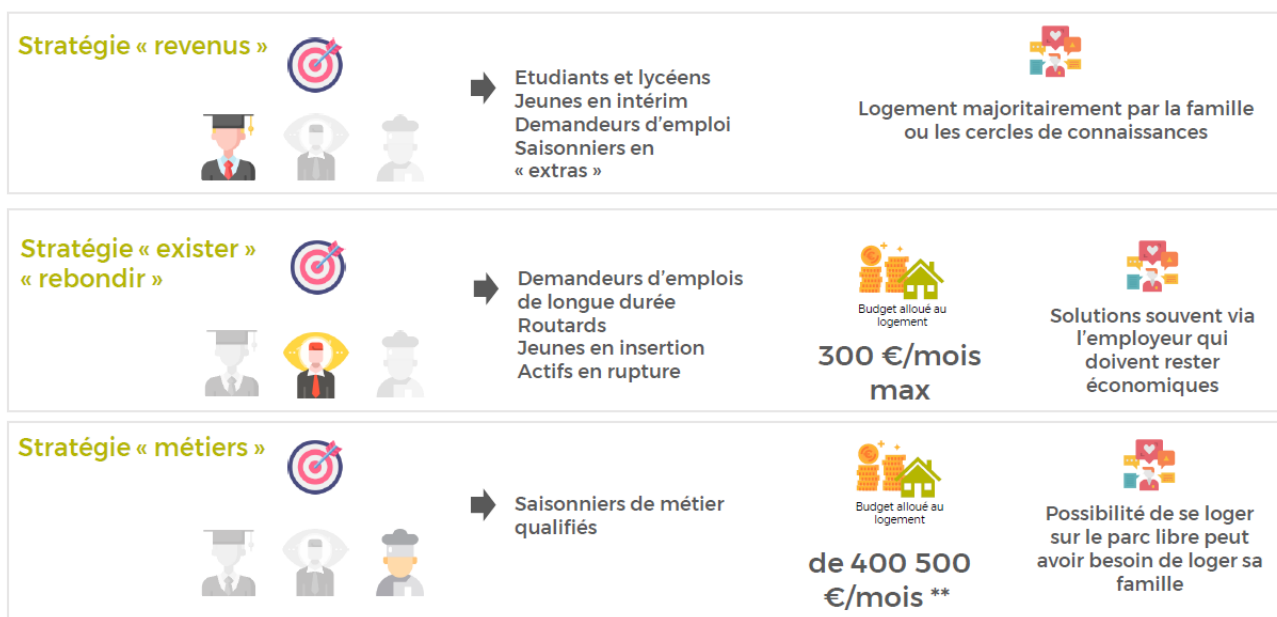 Stratégie « revenus »
Etudiants et lycéens
Jeunes en intérim
Demandeurs d'emploi
Saisonniers en
« extras »
Logement majoritairement par la famille
ou les cercles de connaissances
Stratégie « exister »
« rebondir »
Demandeurs d'emplois
de longue durée
Routards
Jeunes en insertion
Actifs en rupture
Budget alloué au
logement
300 €/mois
max
Solutions souvent via
l'employeur qui
doivent rester
économiques
Stratégie « métiers »
Saisonniers de métier
qualifiés
Budget alloué au
logement
de 400 500
€/mois **
Possibilité de se loger
sur le parc libre peut
avoir besoin de loger sa
famille